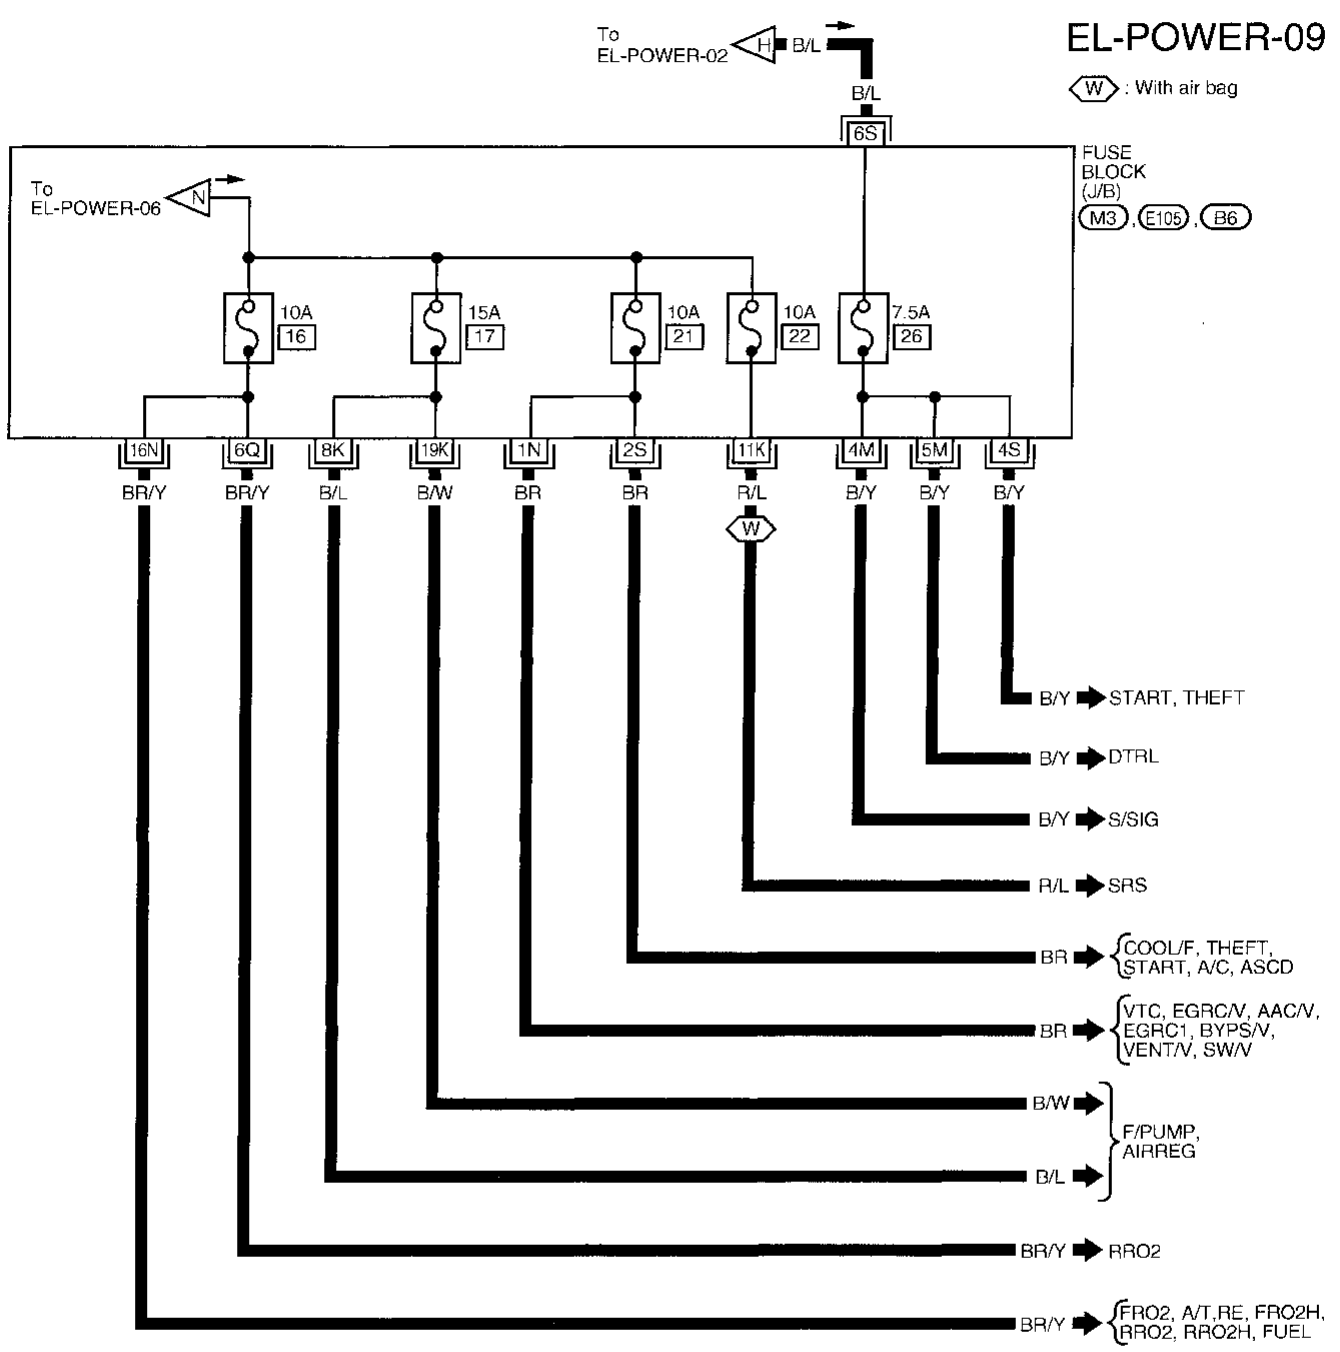 To
EL-POWER-02
H
B/L
EL-POWER-09
W : With air bag
B/L
6S
FUSE
BLOCK
(J/B)
M3 , E105 , B6
To
EL-POWER-06
N
10A
16
15A
17
10A
21
10A
22
7.5A
26
16N 6Q 8K 19K 1N 2S 11K 4M 5M 4S
BR/Y BR/Y B/L B/W BR BR R/L B/Y B/Y B/Y
W
B/Y START, THEFT
B/Y DTRL
B/Y S/SIG
R/L SRS
BR COOL/F, THEFT,
START, A/C, ASCD
VTC, EGRC/V, AAC/V,
BR EGRC1, BYPS/V,
VENT/V, SW/V
B/W
F/PUMP,
AIRREG
B/L
BR/Y RRO2
BR/Y FRO2, A/T,RE, FRO2H,
RRO2, RRO2H, FUEL